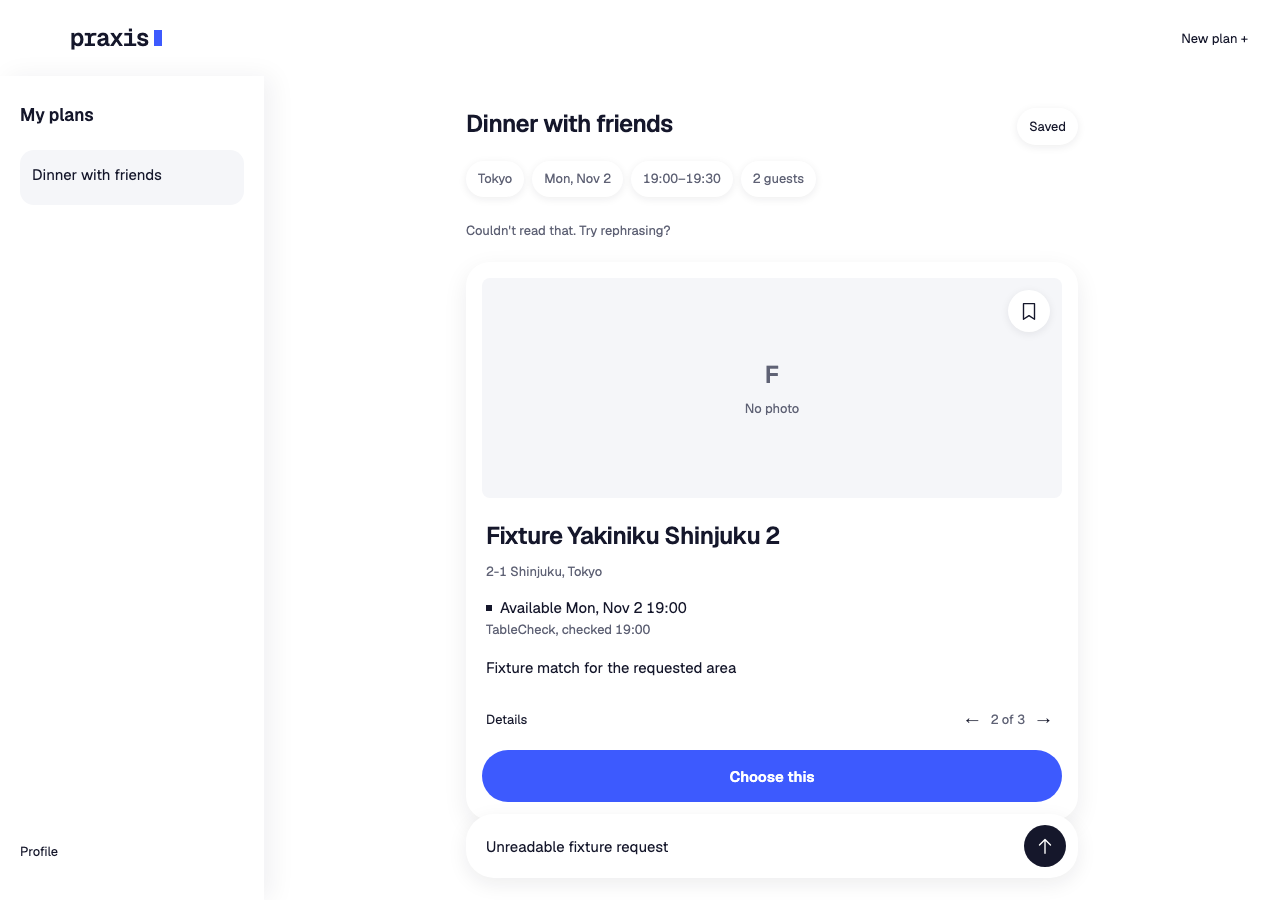 praxis
New plan +
My plans
Dinner with friends
Profile
Dinner with friends
Saved
Tokyo
Mon, Nov 2
19:00–19:30
2 guests
Couldn't read that. Try rephrasing?
F
No photo
Fixture Yakiniku Shinjuku 2
2-1 Shinjuku, Tokyo
Available Mon, Nov 2 19:00
TableCheck, checked 19:00
Fixture match for the requested area
Details
← 2 of 3 →
Choose this
Unreadable fixture request